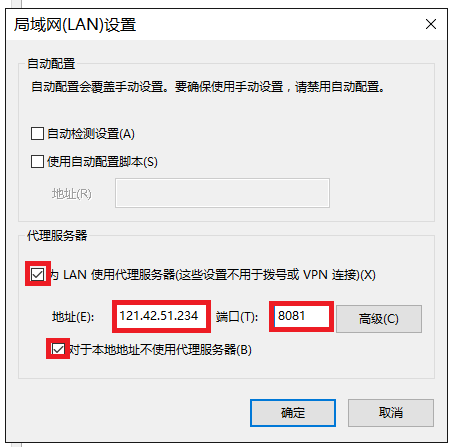 局域网(LAN)设置
自动配置
自动配置会覆盖手动设置。要确保使用手动设置，请禁用自动配置。
自动检测设置(A)
使用自动配置脚本(S)
地址(R)
代理服务器
为 LAN 使用代理服务器(这些设置不用于拨号或 VPN 连接)(X)
地址(E): 121.42.51.234 端口(T): 8081 高级(C)
对于本地地址不使用代理服务器(B)
确定 取消